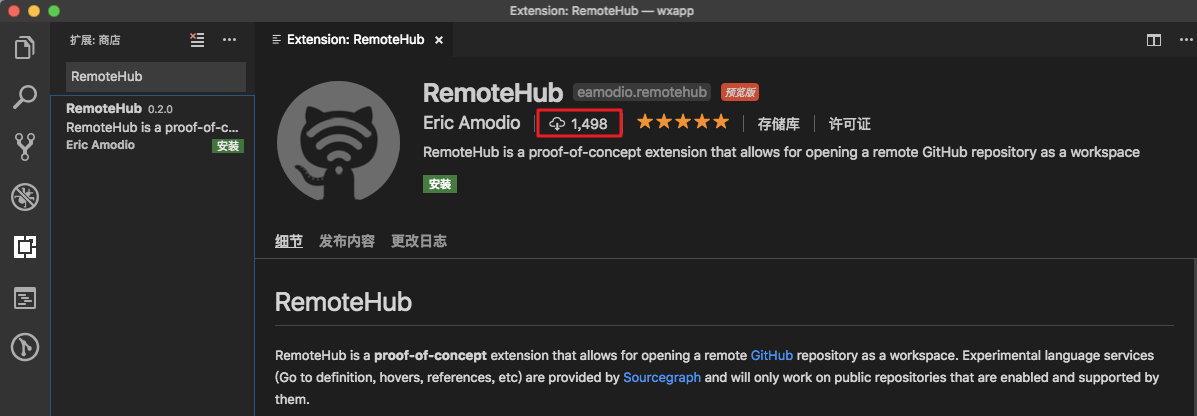 Extension: RemoteHub — wxapp
扩展: 商店
Extension: RemoteHub
RemoteHub
RemoteHub 0.2.0
RemoteHub is a proof-of-c...
Eric Amodio 安装
RemoteHub eamodio.remotehub 预览版
Eric Amodio 1,498 存储库 许可证
RemoteHub is a proof-of-concept extension that allows for opening a remote GitHub repository as a workspace
安装
细节 发布内容 更改日志
RemoteHub
RemoteHub is a proof-of-concept extension that allows for opening a remote GitHub repository as a workspace. Experimental language services
(Go to definition, hovers, references, etc) are provided by Sourcegraph and will only work on public repositories that are enabled and supported by
them.